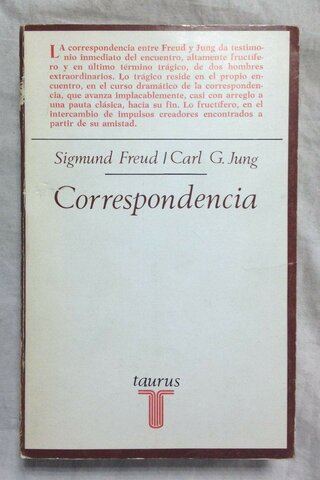 LA correspondencia entre Freud y Jung da testimo-
nio inmediato del encuentro, altamente fructífe-
ro y en último término trágico, de dos hombres
extraordinarios. Lo trágico reside en el propio en-
cuentro, en el curso dramático de la corresponden-
cia, que avanza implacablemente, casi con arreglo a
una pauta clásica, hacia su fin. Lo fructífero, en el
intercambio de impulsos creadores encontrados a
partir de su amistad.
Sigmund Freud / Carl G. Jung
Correspondencia
taurus